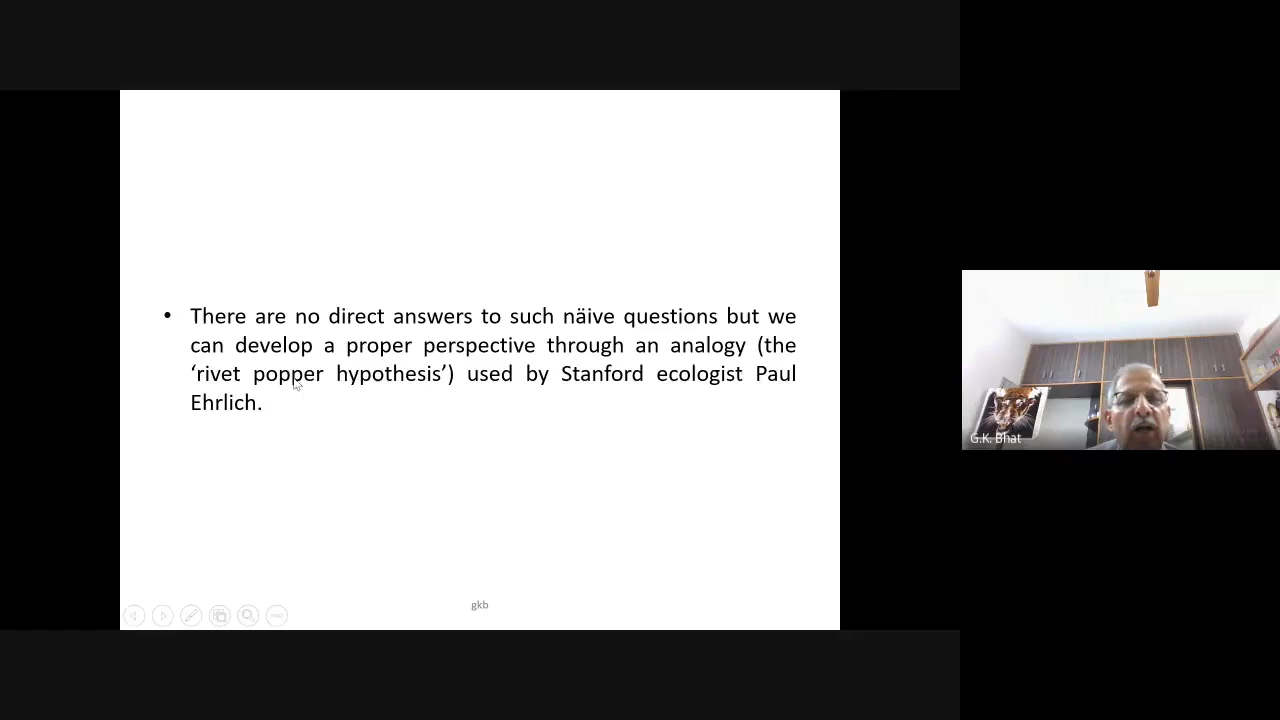 • There are no direct answers to such näive questions but we
can develop a proper perspective through an analogy (the
‘rivet popper hypothesis’) used by Stanford ecologist Paul
Ehrlich.
G.K. Bhat
gkb